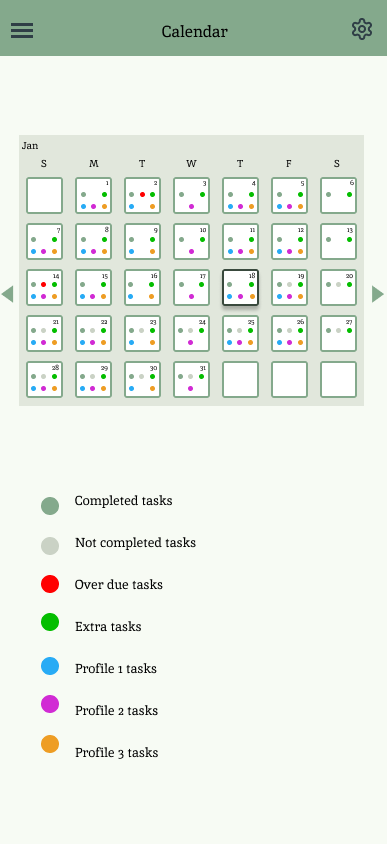 Calendar
Jan
S M T W T F S
1 2 3 4 5 6
7 8 9 10 11 12 13
14 15 16 17 18 19 20
21 22 23 24 25 26 27
28 29 30 31
Completed tasks
Not completed tasks
Over due tasks
Extra tasks
Profile 1 tasks
Profile 2 tasks
Profile 3 tasks